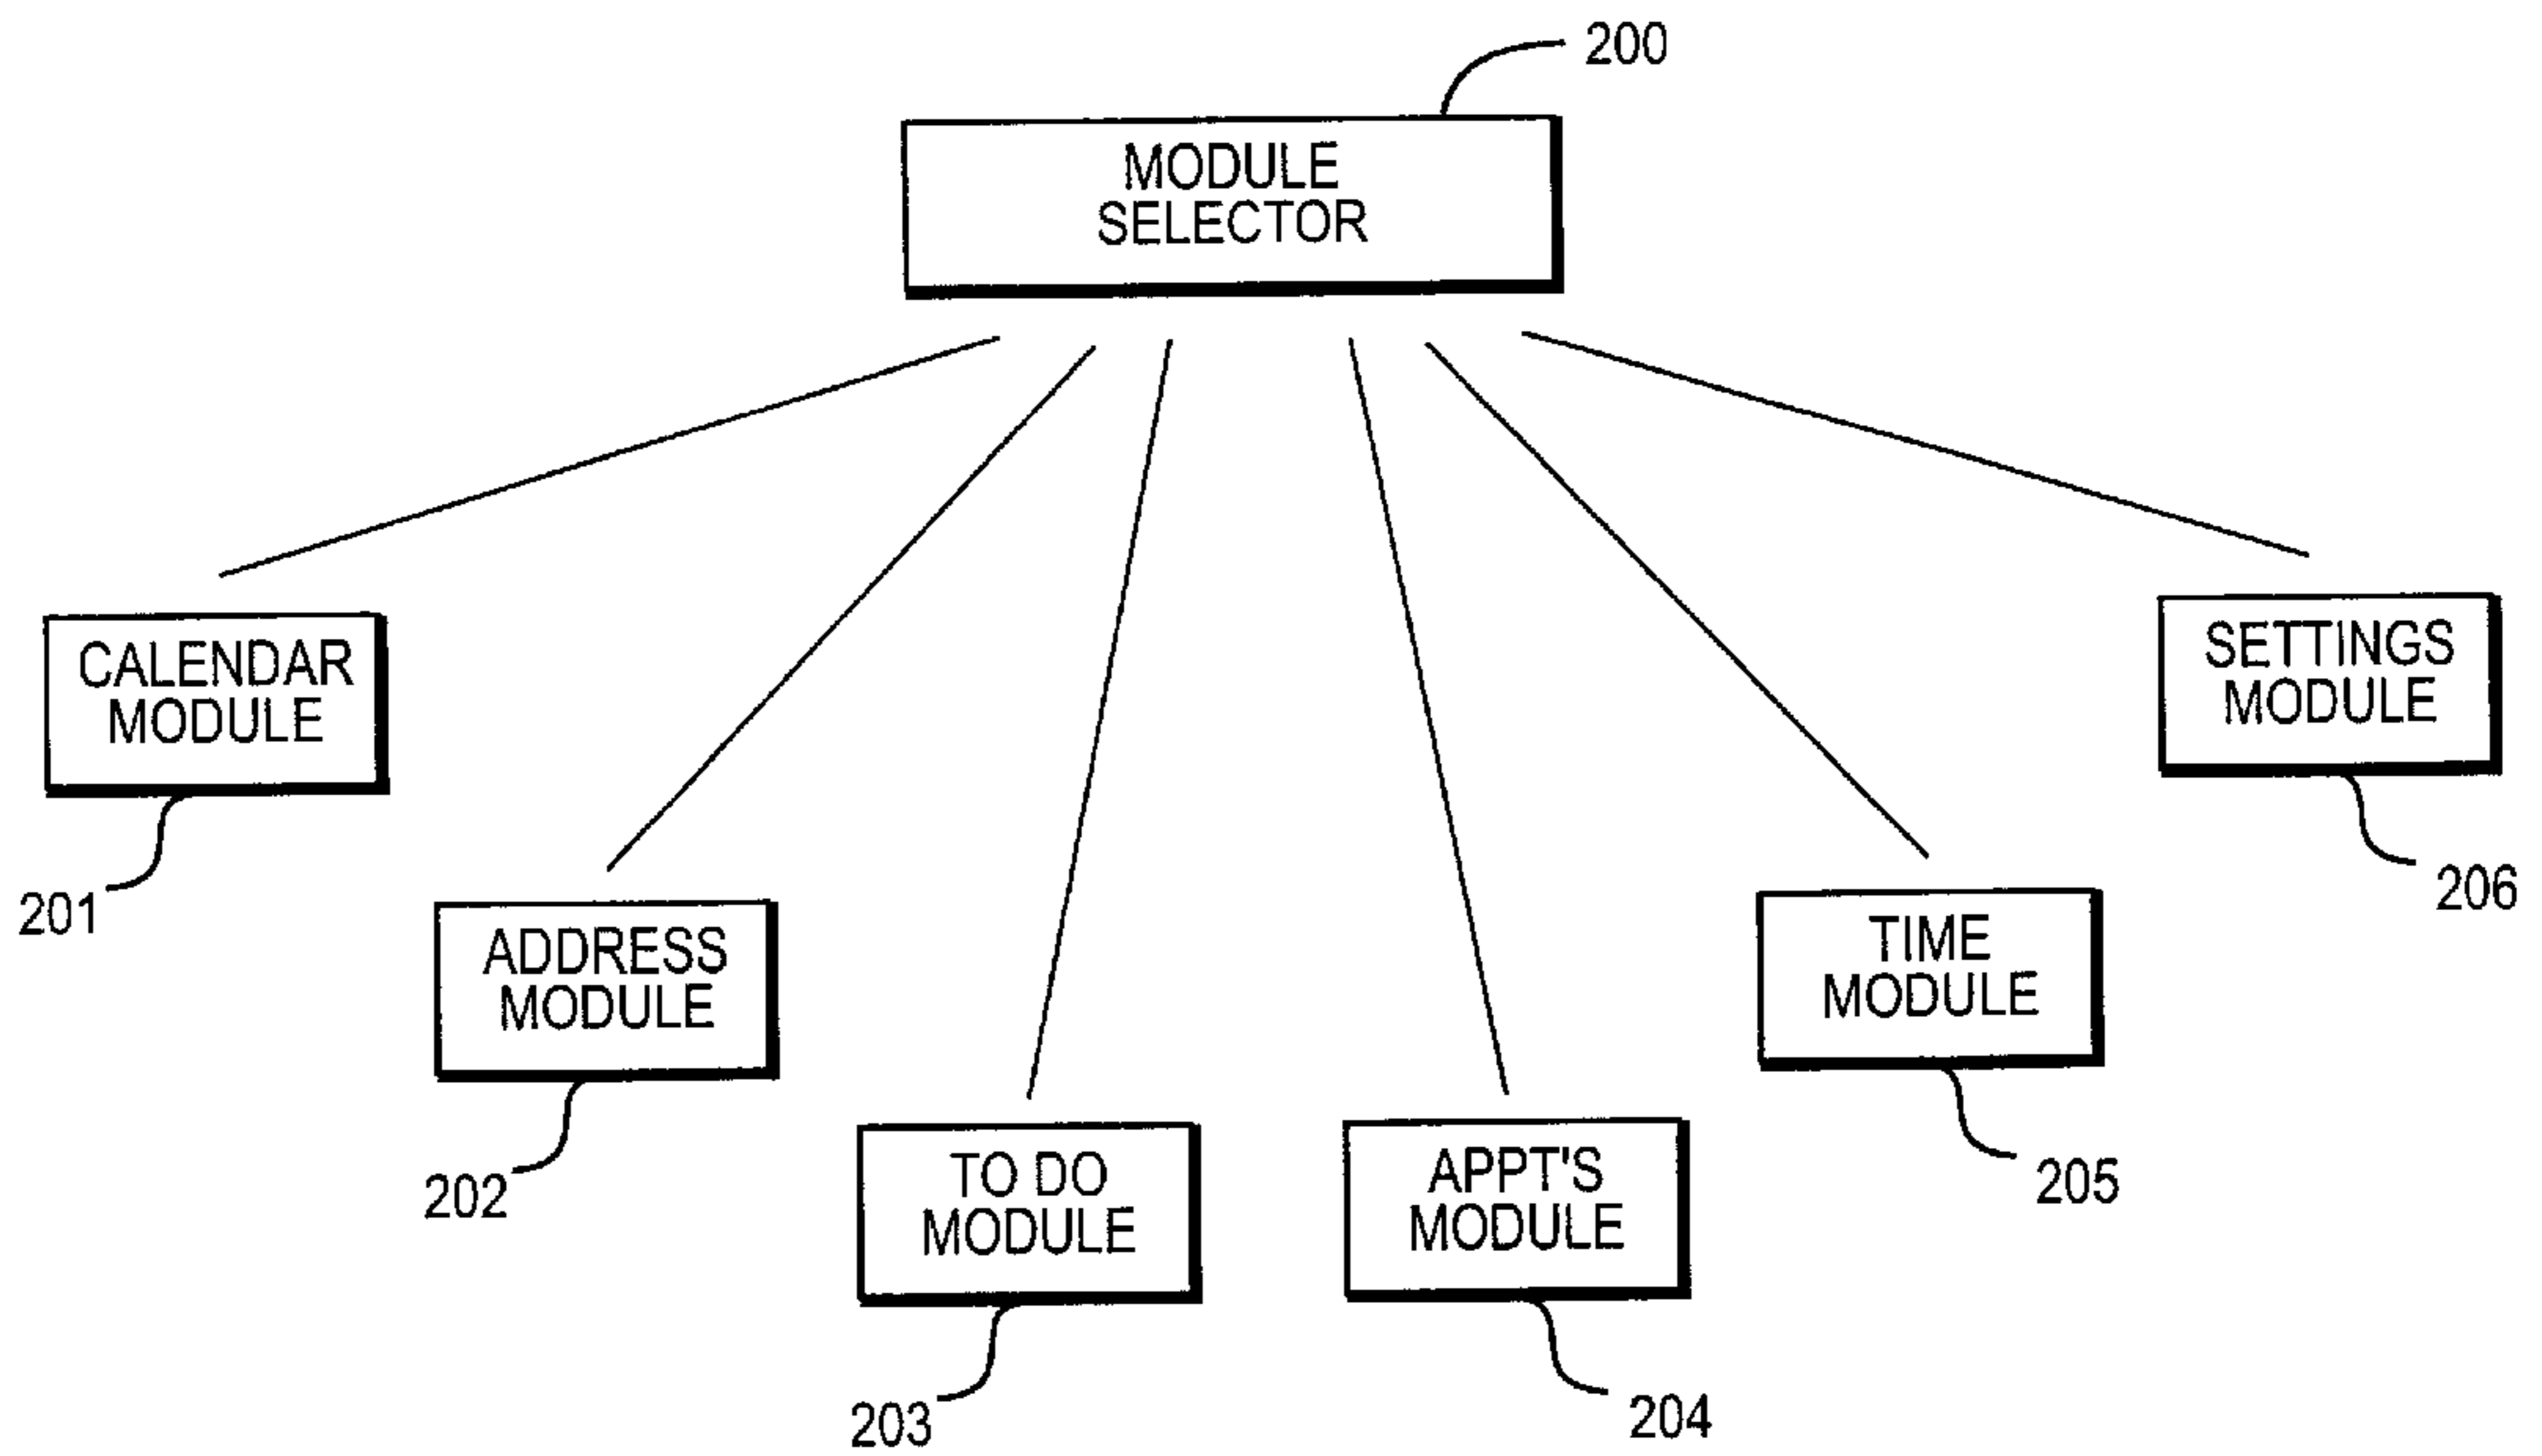 200
MODULE
SELECTOR
CALENDAR
MODULE
201
ADDRESS
MODULE
202
TO DO
MODULE
203
APPT'S
MODULE
204
TIME
MODULE
205
SETTINGS
MODULE
206